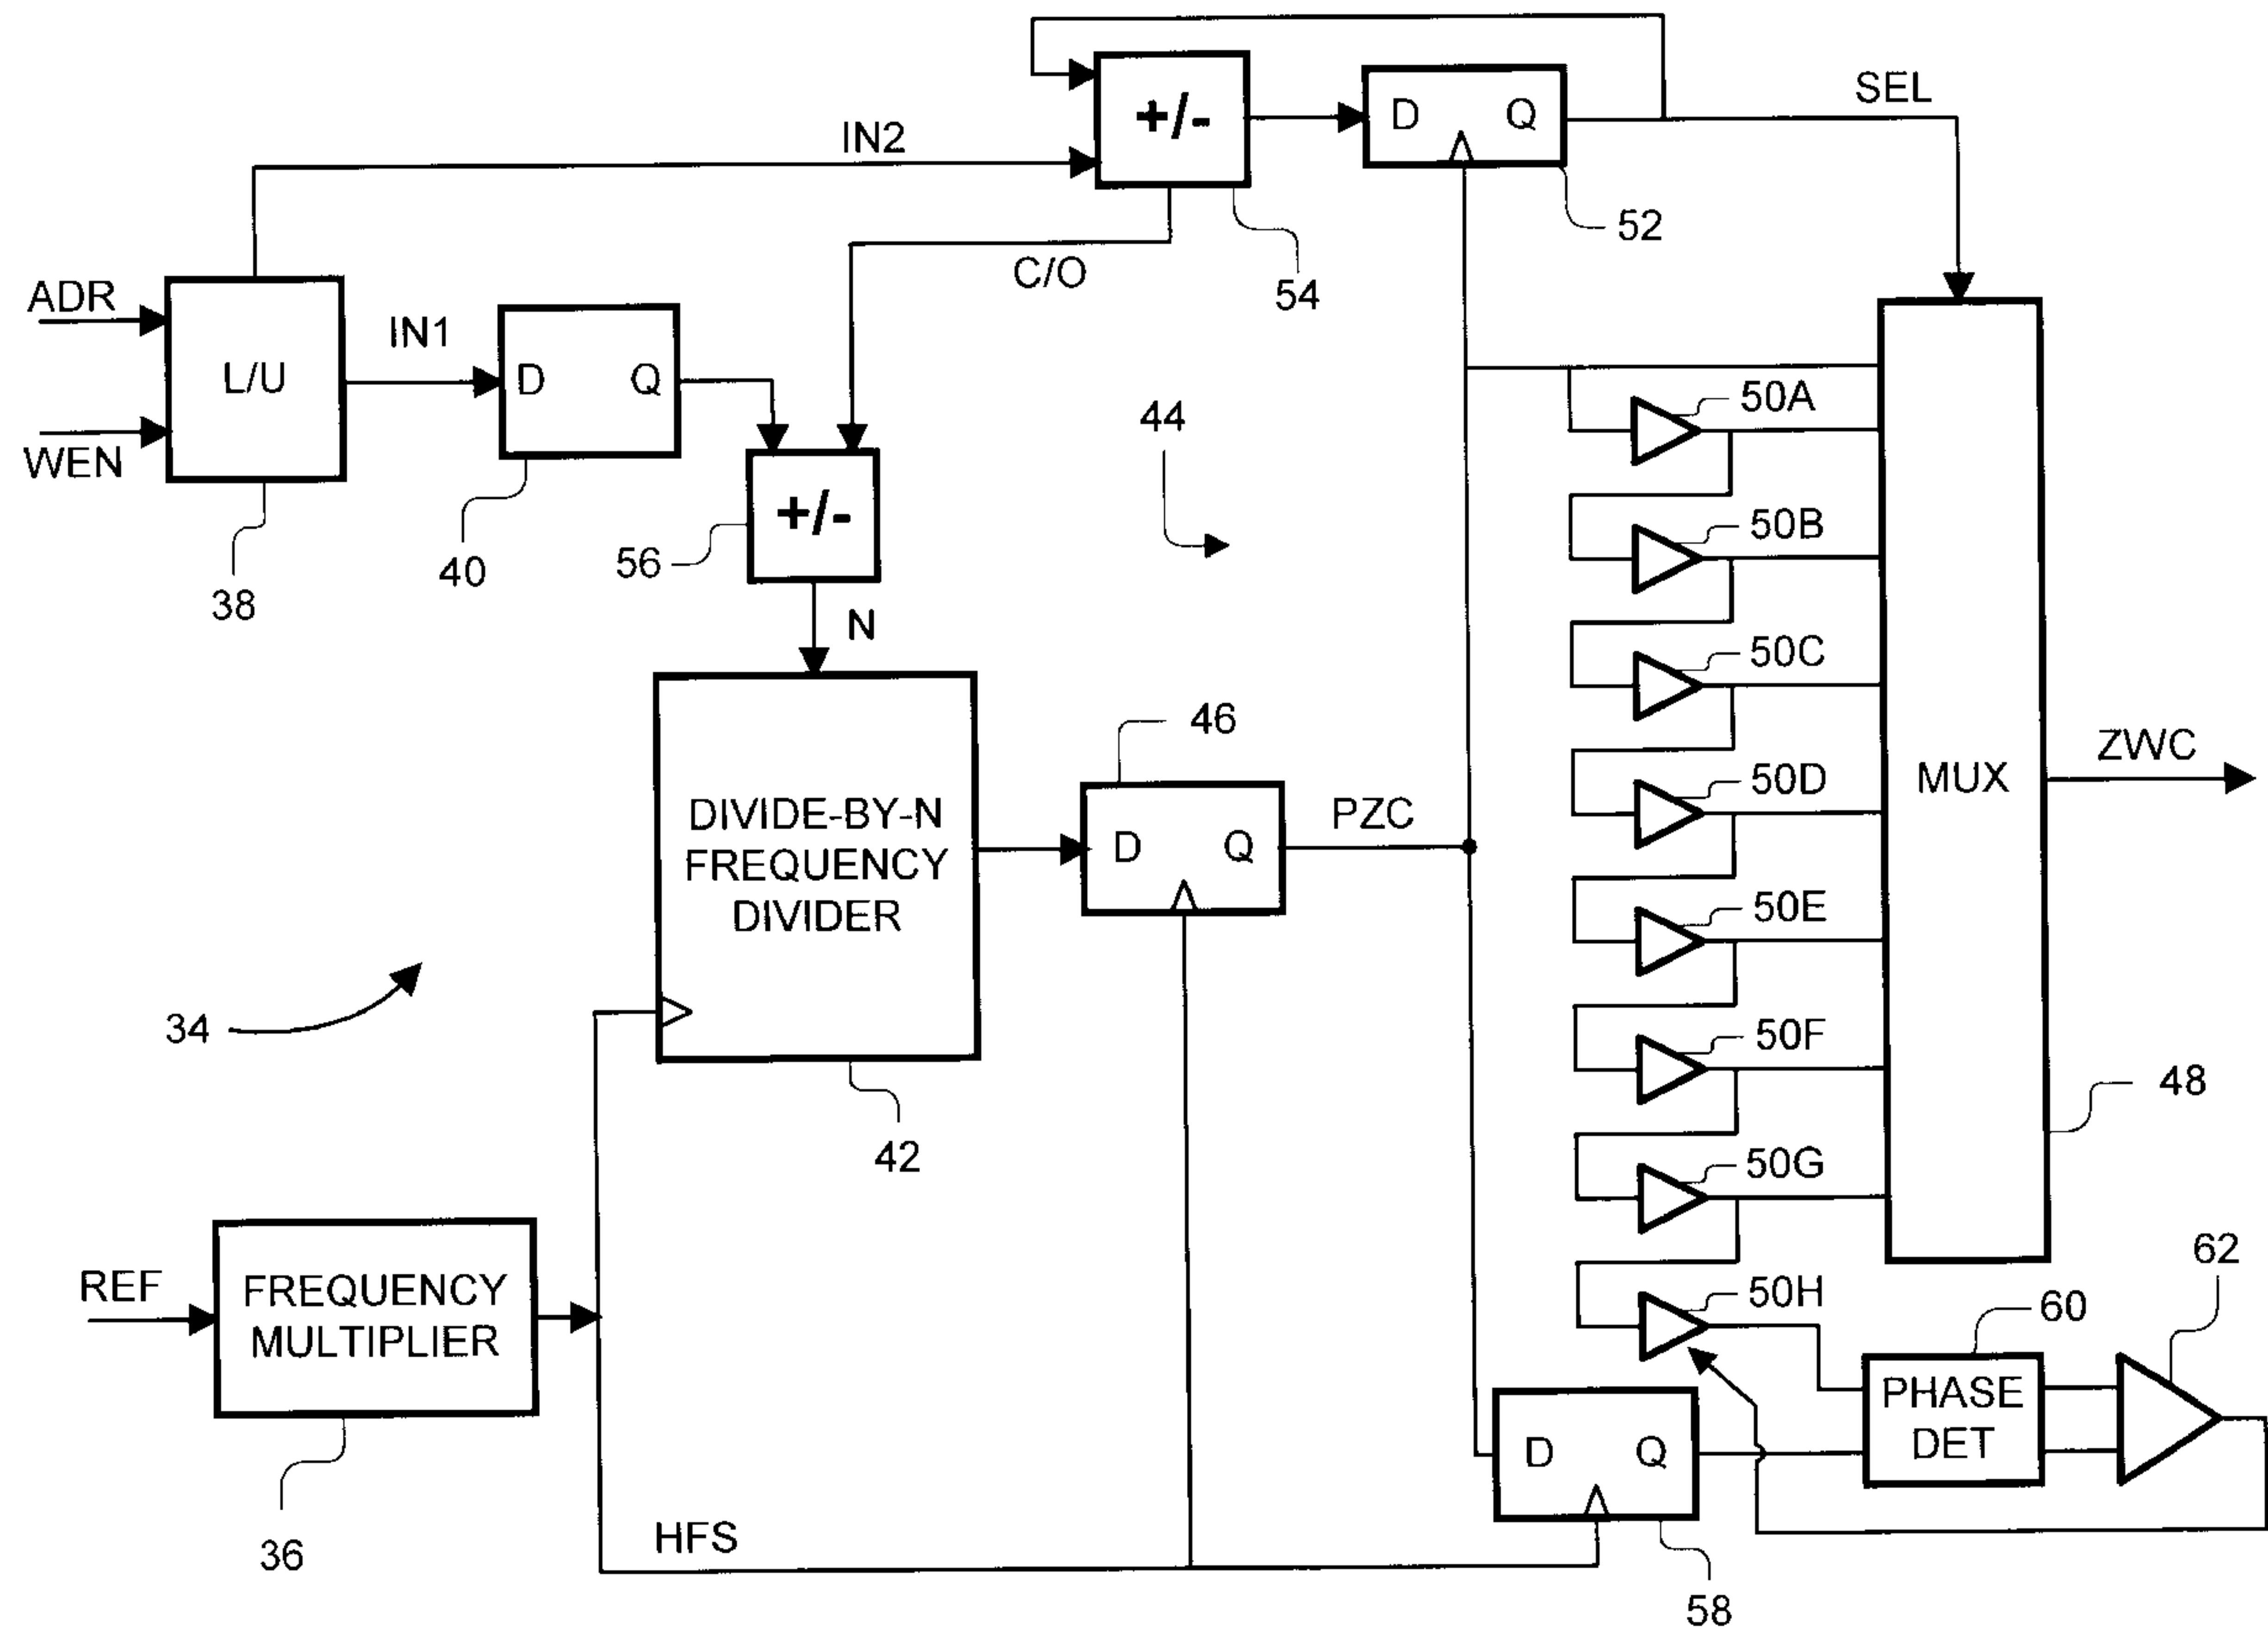 SEL
+/-
D Q
IN2
52
C/O
54
ADR
IN1
L/U
D Q
WEN
50A
44
+/-
50B
56
40
38
N
50C
46
ZWC
50D
MUX
DIVIDE-BY-N
FREQUENCY
DIVIDER
PZC
D Q
50E
34
50F
48
42
50G
62
REF
FREQUENCY
MULTIPLIER
50H
60
PHASE
DET
D Q
HFS
36
58